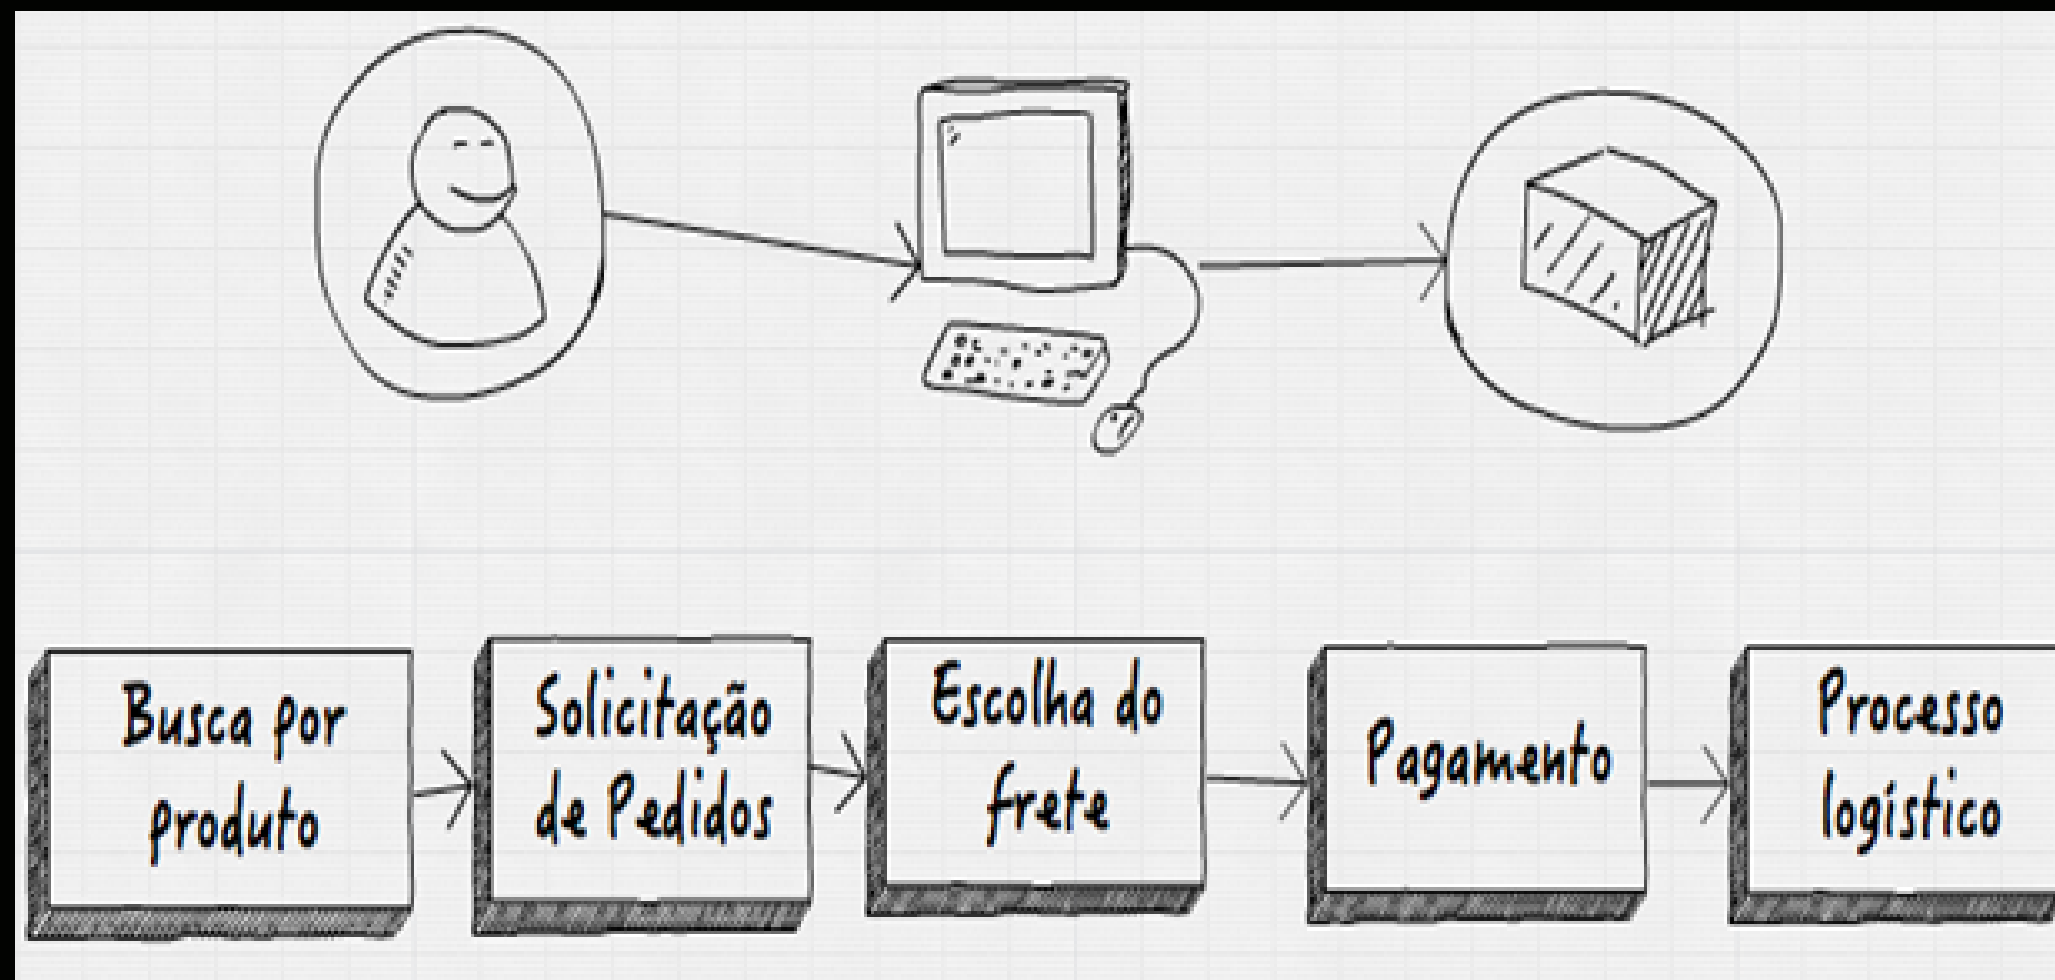 Busca por
produto
Solicitação
de Pedidos
Escolha do
frete
Pagamento
Processo
logístico